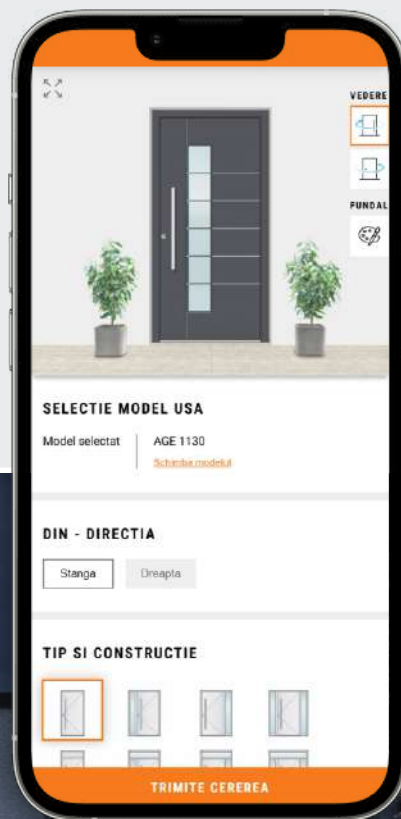 VEDERE
FUNDAL
SELECTIE MODEL USA
Model selectat
AGE 1130
Schimba modelul
DIN - DIRECTIA
Stanga
Dreapta
TIP SI CONSTRUCTIE
TRIMITE CEREREA